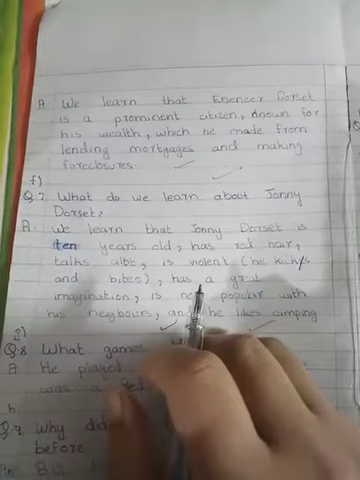 A. We learn that Ebenezer Dorset
is a prominent citizen, known for
his wealth, which he made from
lending mortgages and making
foreclosures.
f)
Q.7 What do we learn about Jonny
Dorset?
A. We learn that Jonny Dorset is
ten years old, has red hair,
talks alot, is violent (he kicks
and bites), has a great
imagination, is not popular with
his neigbours, and he likes camping
g)
Q.8 What games
A He played
was a Red
h
Q.9 Why did
before